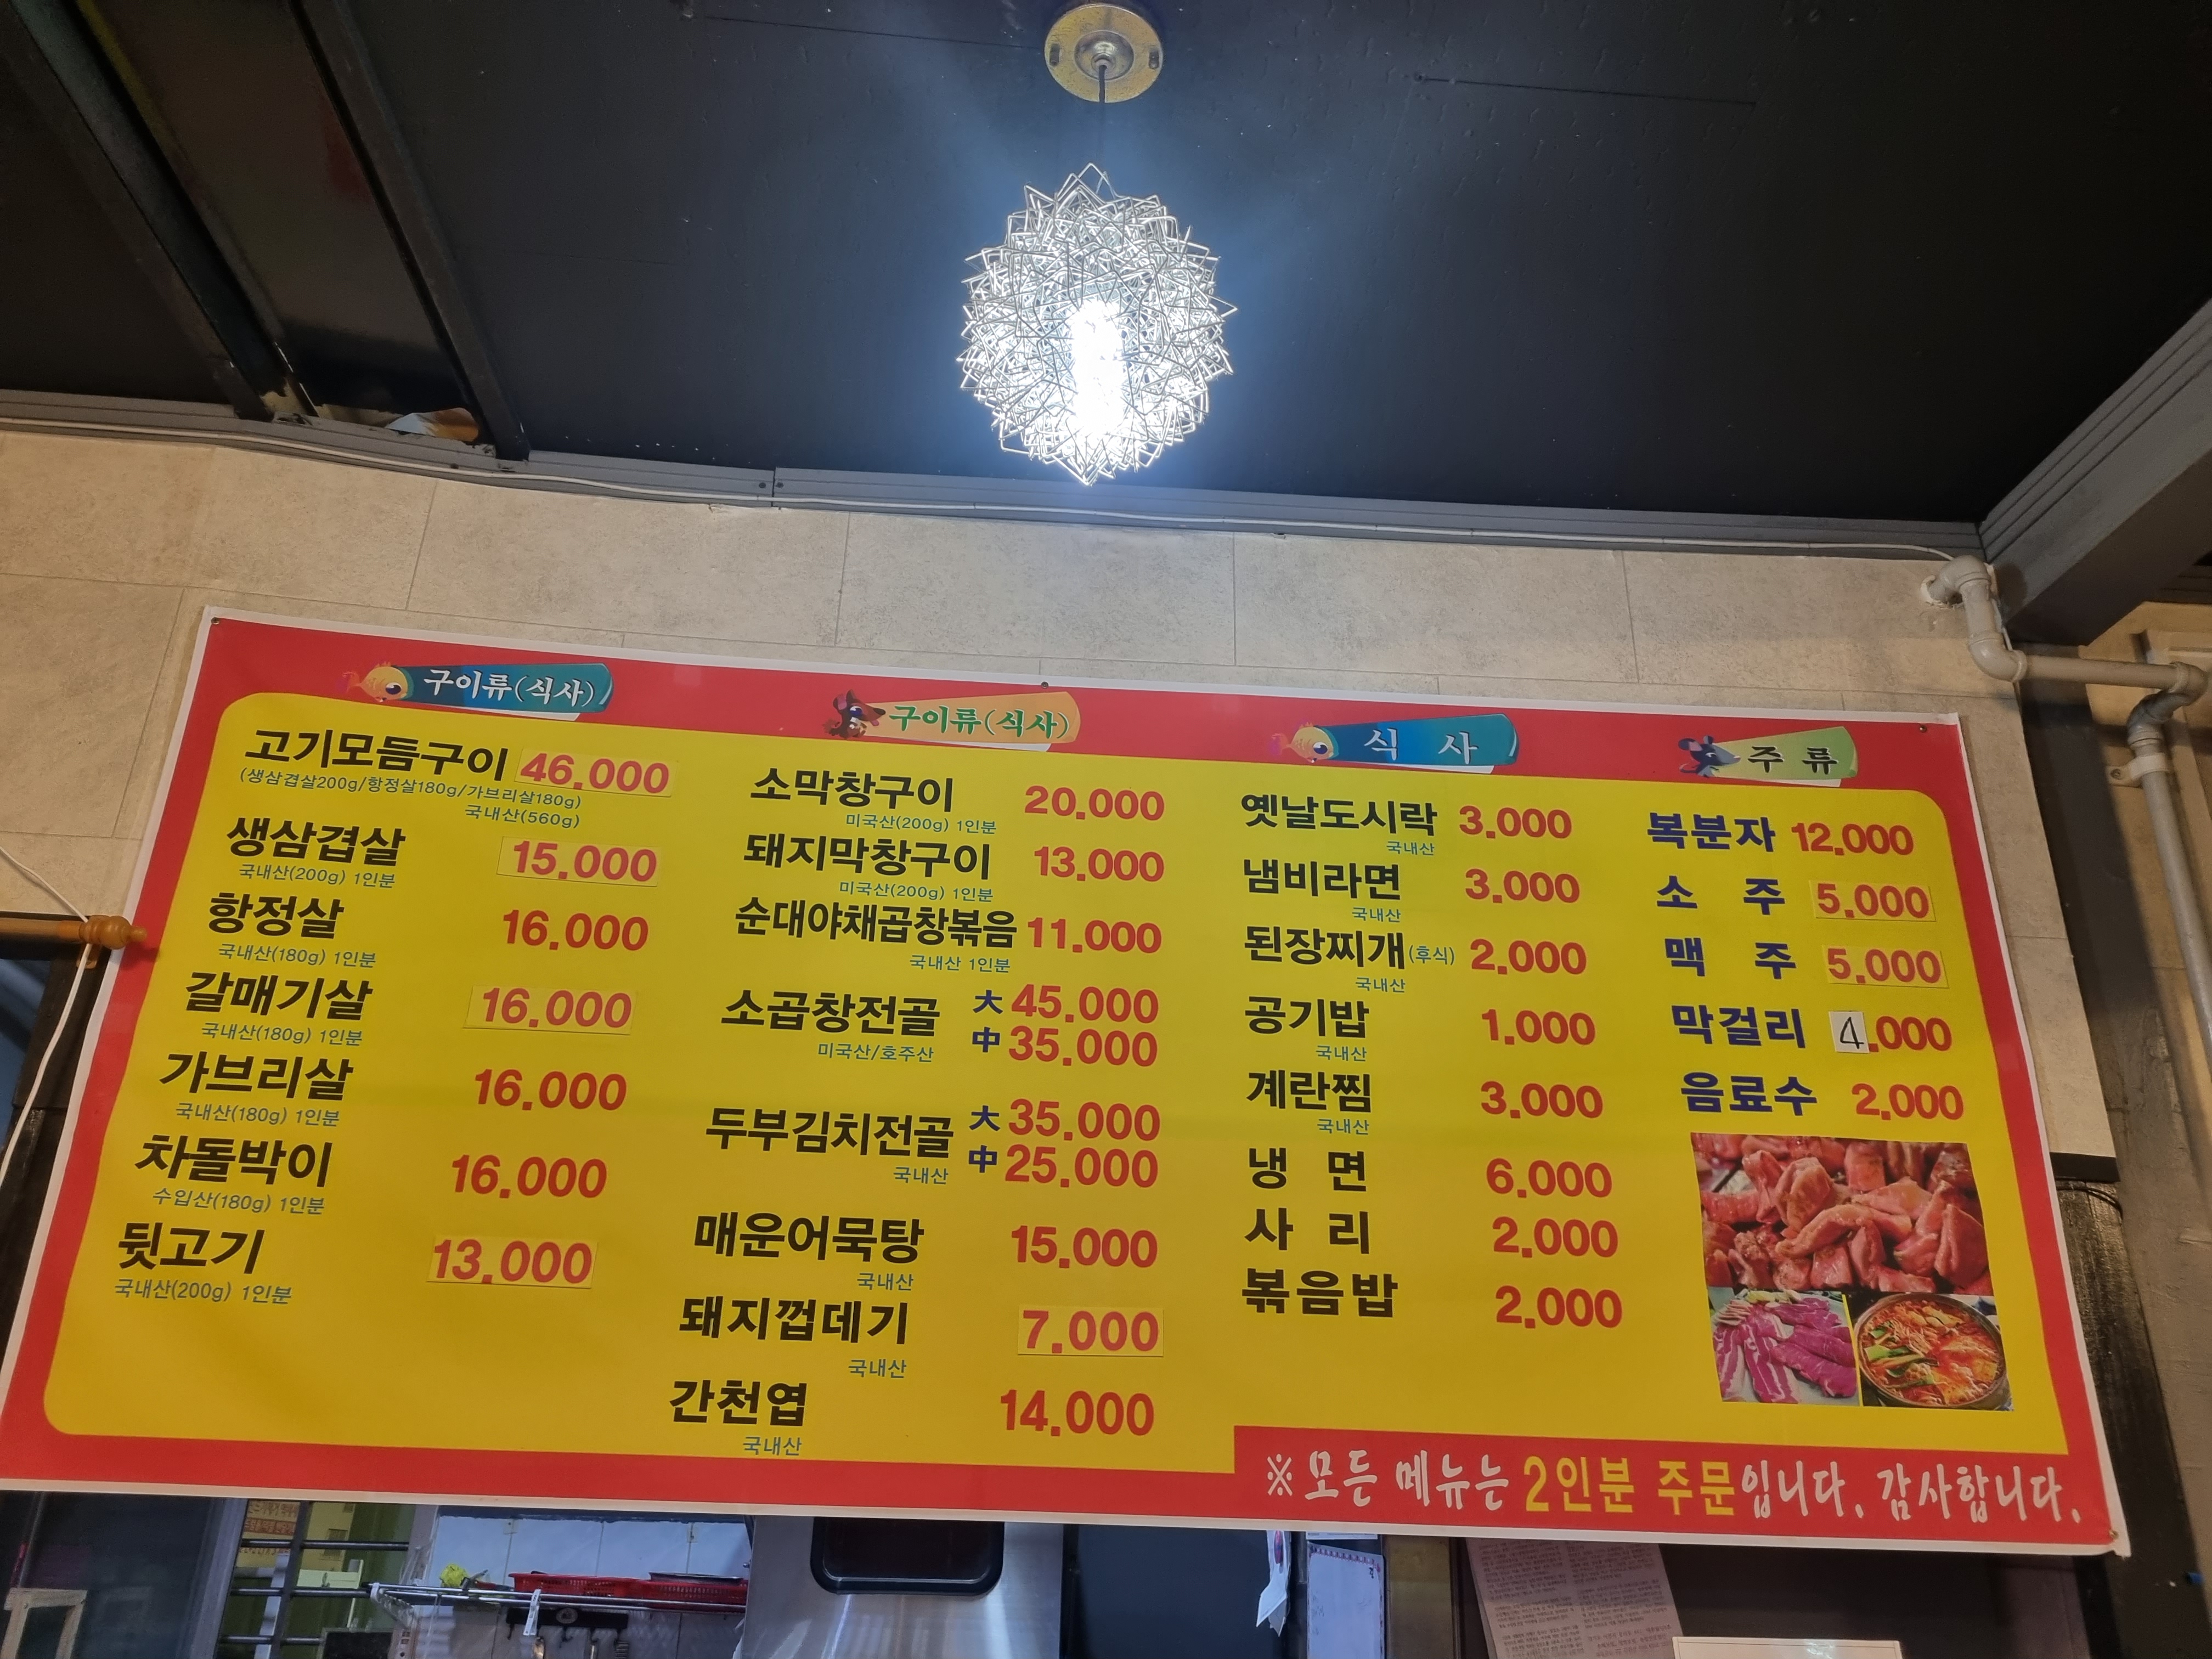 구이류(식사)
고기모듬구이 46.000
(생삼겹살200g/항정살180g/가브리살180g)
국내산(560g)
생삼겹살 15.000
국내산(200g) 1인분
항정살 16.000
국내산(180g) 1인분
갈매기살 16.000
국내산(180g) 1인분
가브리살 16.000
국내산(180g) 1인분
차돌박이 16.000
수입산(180g) 1인분
뒷고기 13.000
국내산(200g) 1인분
구이류(식사)
소막창구이 20.000
미국산(200g) 1인분
돼지막창구이 13.000
미국산(200g) 1인분
순대야채곱창볶음 11.000
국내산 1인분
소곱창전골 大 45.000
中 35.000
미국산/호주산
두부김치전골 大 35.000
中 25.000
국내산
매운어묵탕 15.000
국내산
돼지껍데기 7.000
국내산
간천엽 14.000
국내산
식 사
옛날도시락 3.000
국내산
냄비라면 3.000
국내산
된장찌개(후식) 2.000
국내산
공기밥 1.000
국내산
계란찜 3.000
국내산
냉 면 6.000
사 리 2.000
볶음밥 2.000
주 류
복분자 12.000
소 주 5.000
맥 주 5.000
막걸리 4.000
음료수 2.000
※모든 메뉴는 2인분 주문입니다. 감사합니다.